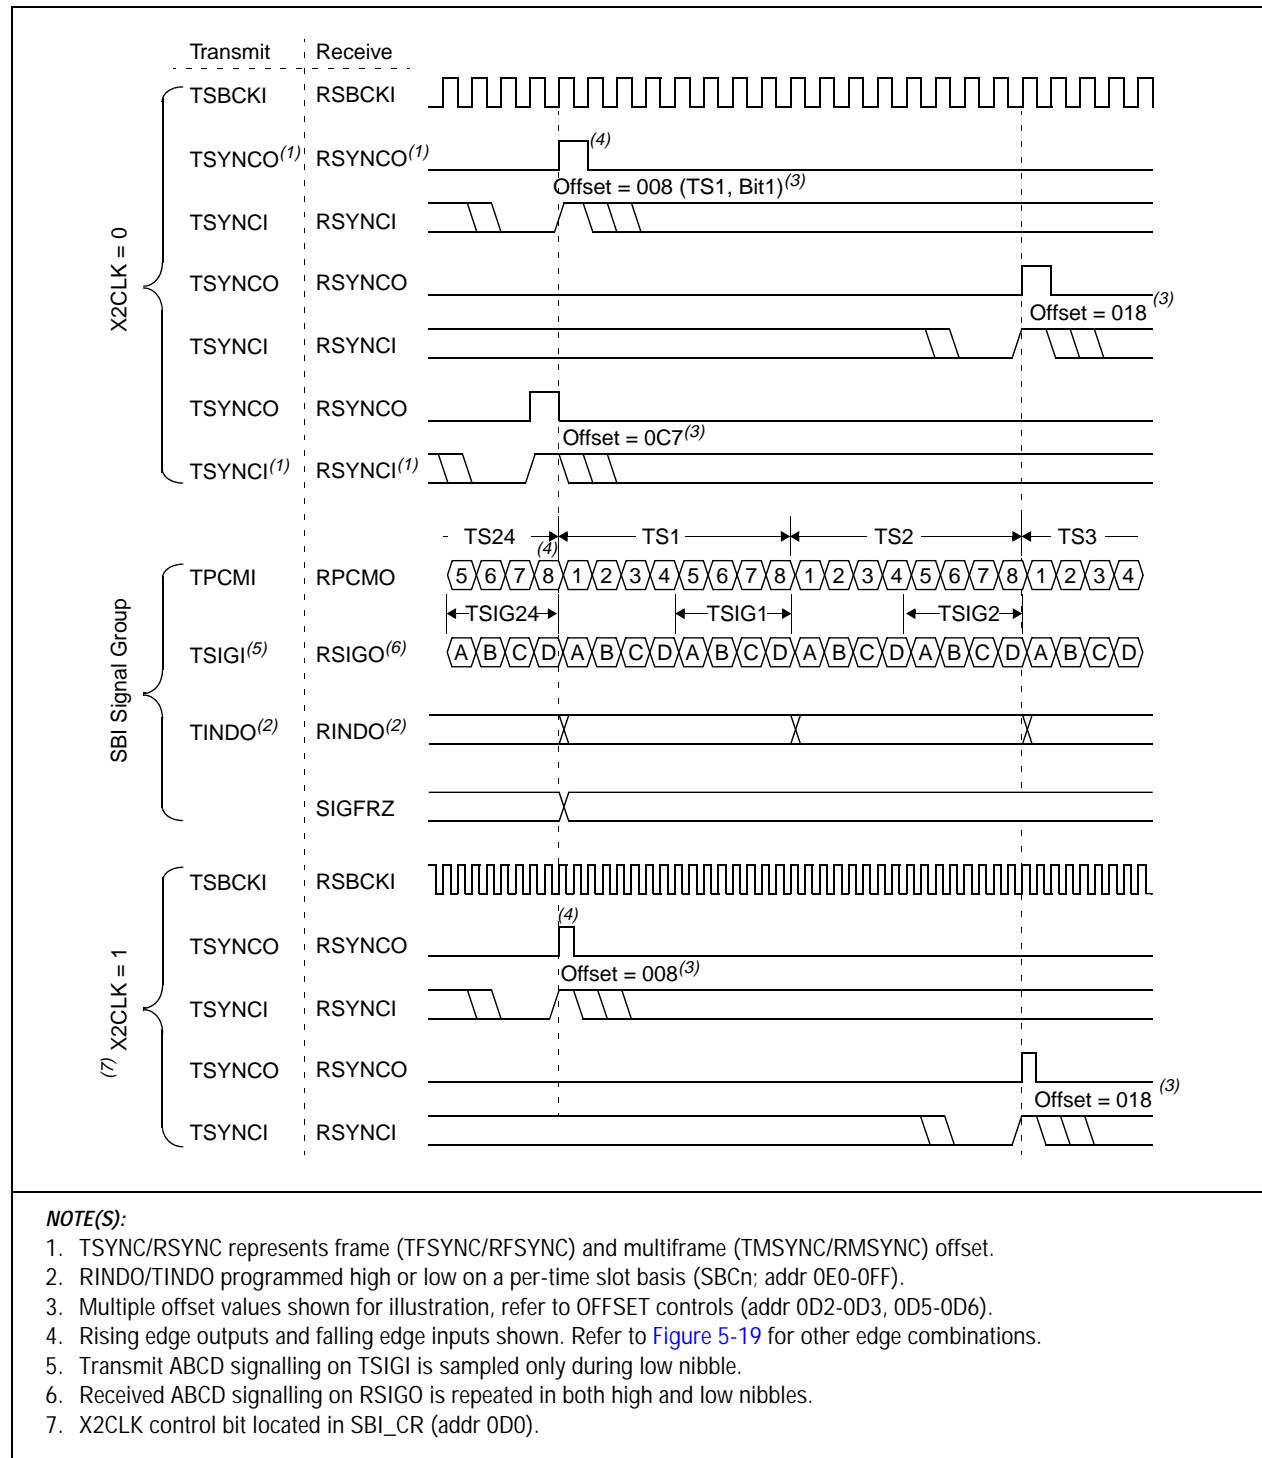 Transmit Receive
TSBCKI RSBCKI
TSYNCO(1) RSYNCO(1) (4)
Offset = 008 (TS1, Bit1)(3)
TSYNCI RSYNCI
X2CLK = 0
TSYNCO RSYNCO
Offset = 018 (3)
TSYNCI RSYNCI
TSYNCO RSYNCO
Offset = 0C7(3)
TSYNCI(1) RSYNCI(1)
TS24 TS1 TS2 TS3
(4)
TPCMI RPCMO 5 6 7 8 1 2 3 4 5 6 7 8 1 2 3 4 5 6 7 8 1 2 3 4
TSIG24 TSIG1 TSIG2
TSIGI(5) RSIGO(6) A B C D A B C D A B C D A B C D A B C D A B C D
SBI Signal Group
TINDO(2) RINDO(2)
SIGFRZ
TSBCKI RSBCKI
(4)
TSYNCO RSYNCO
Offset = 008(3)
TSYNCI RSYNCI
(7) X2CLK = 1
TSYNCO RSYNCO
Offset = 018 (3)
TSYNCI RSYNCI
NOTE(S):
1. TSYNC/RSYNC represents frame (TFSYNC/RFSYNC) and multiframe (TMSYNC/RMSYNC) offset.
2. RINDO/TINDO programmed high or low on a per-time slot basis (SBCn; addr 0E0-0FF).
3. Multiple offset values shown for illustration, refer to OFFSET controls (addr 0D2-0D3, 0D5-0D6).
4. Rising edge outputs and falling edge inputs shown. Refer to Figure 5-19 for other edge combinations.
5. Transmit ABCD signalling on TSIGI is sampled only during low nibble.
6. Received ABCD signalling on RSIGO is repeated in both high and low nibbles.
7. X2CLK control bit located in SBI_CR (addr 0D0).